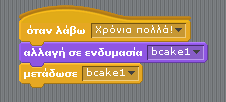 όταν λάβω Χρόνια πολλά!
αλλαγή σε ενδυμασία bcake1
μετάδωσε bcake1